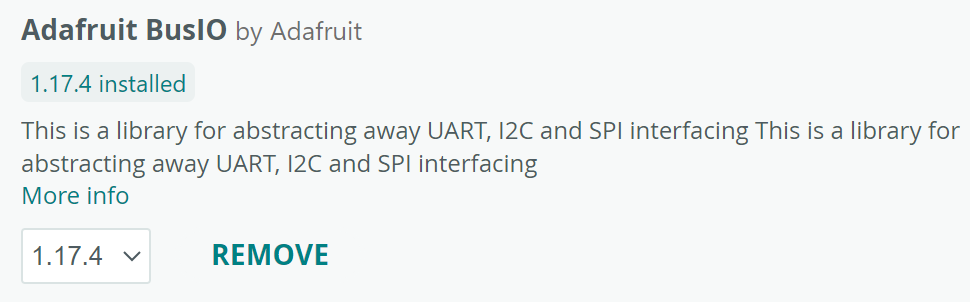 Adafruit BusIO by Adafruit
1.17.4 installed
This is a library for abstracting away UART, I2C and SPI interfacing This is a library for
abstracting away UART, I2C and SPI interfacing
More info
1.17.4 REMOVE